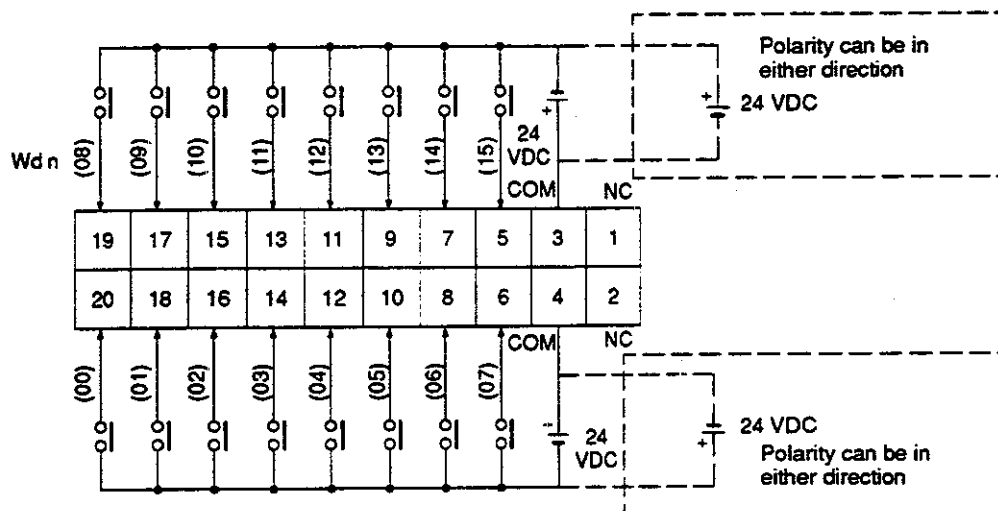 Polarity can be in
either direction
24 VDC
+
+
24
VDC
Wd n
(08) (09) (10) (11) (12) (13) (14) (15)
COM NC
19 17 15 13 11 9 7 5 3 1
20 18 16 14 12 10 8 6 4 2
COM NC
(00) (01) (02) (03) (04) (05) (06) (07)
24
VDC
+
24 VDC
Polarity can be in
either direction